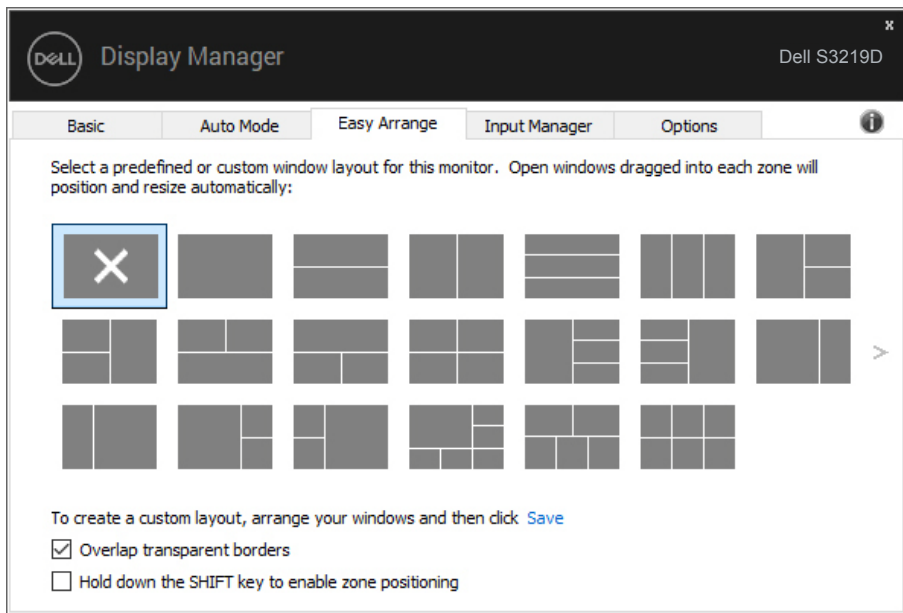 x
DELL Display Manager
Dell S3219D
Basic Auto Mode Easy Arrange Input Manager Options
Select a predefined or custom window layout for this monitor. Open windows dragged into each zone will
position and resize automatically:
>
To create a custom layout, arrange your windows and then click Save
Overlap transparent borders
Hold down the SHIFT key to enable zone positioning